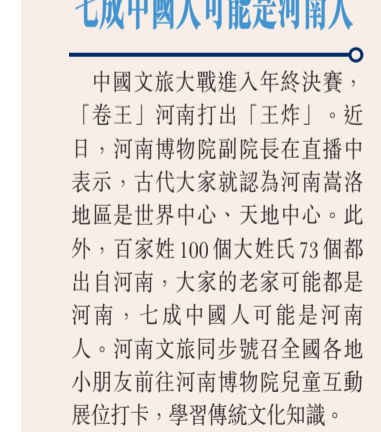 七成中國人可能是河南人
中國文旅大戰進入年終決賽，
「卷王」河南打出「王炸」。近
日，河南博物院副院長在直播中
表示，古代大家就認為河南嵩洛
地區是世界中心、天地中心。此
外，百家姓100個大姓氏73個都
出自河南，大家的老家可能都是
河南，七成中國人可能是河南
人。河南文旅同步號召全國各地
小朋友前往河南博物院兒童互動
展位打卡，學習傳統文化知識。